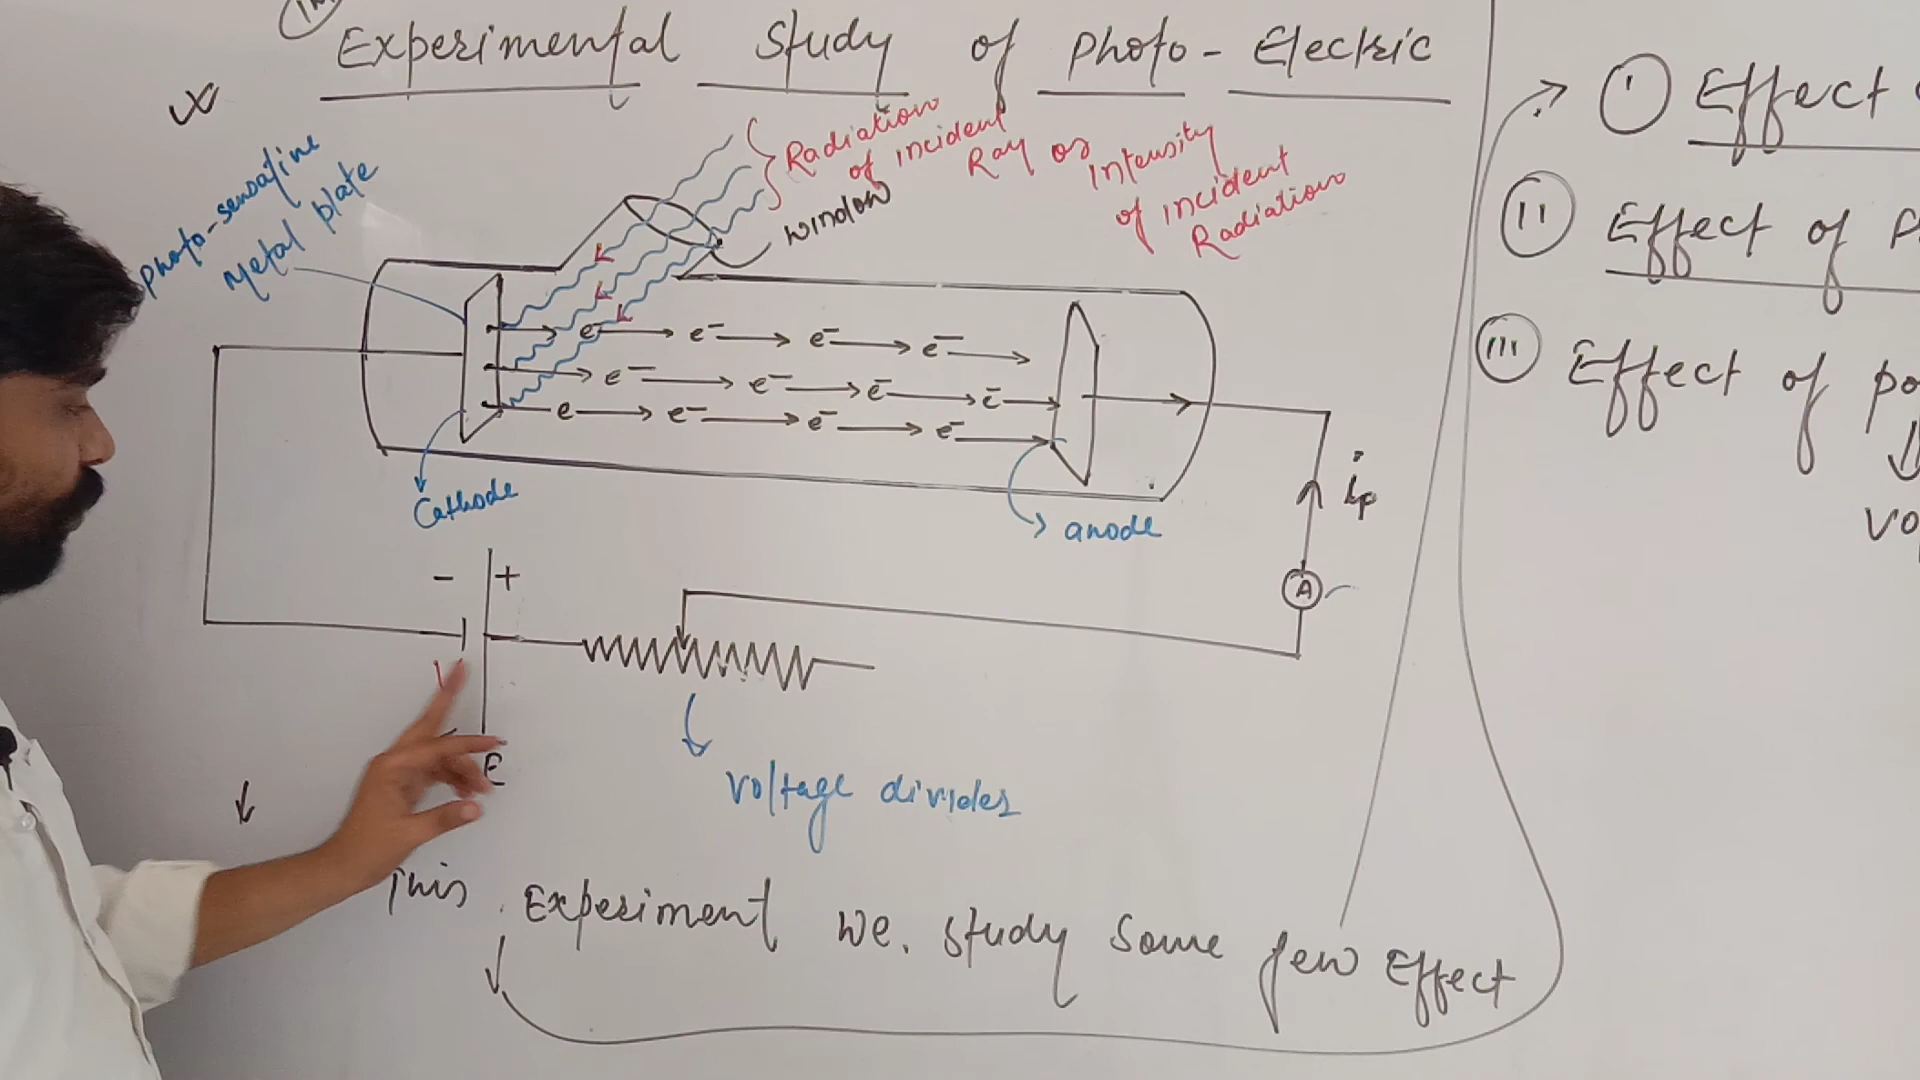 Experimental Study of Photo-Electric
Photo-sensative
Metal plate
Radiation
of incident
Ray or
Intensity
of incident
Radiation
window
e⁻ e⁻ e⁻ e⁻
e⁻ e⁻ e⁻ e⁻
e e⁻ e⁻ e⁻
Cathode
anode
ip
A
- +
E
Voltage divider
This Experiment We. Study Some few Effect
(I) Effect
(II) Effect of
(III) Effect of